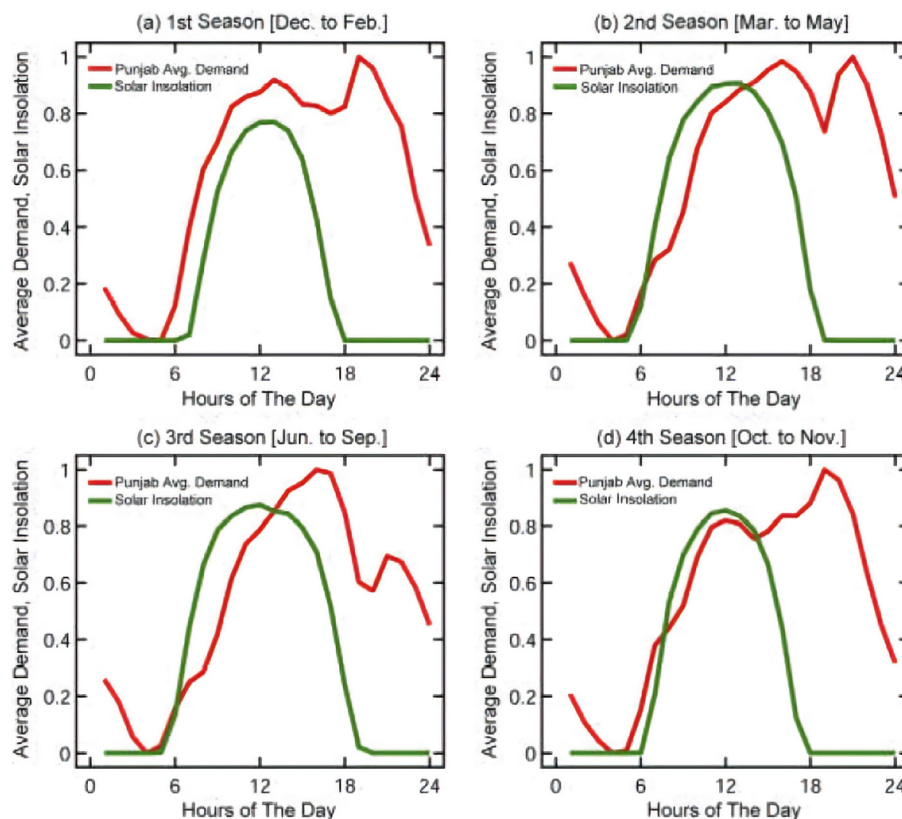 (a) 1st Season [Dec. to Feb.]
Average Demand, Solar Insolation
1
0.8
0.6
0.4
0.2
0
Punjab Avg. Demand
Solar Insolation
0 6 12 18 24
Hours of The Day
(b) 2nd Season [Mar. to May]
Average Demand, Solar Insolation
1
0.8
0.6
0.4
0.2
0
Punjab Avg. Demand
Solar Insolation
0 6 12 18 24
Hours of The Day
(c) 3rd Season [Jun. to Sep.]
Average Demand, Solar Insolation
1
0.8
0.6
0.4
0.2
0
Punjab Avg. Demand
Solar Insolation
0 6 12 18 24
Hours of The Day
(d) 4th Season [Oct. to Nov.]
Average Demand, Solar Insolation
1
0.8
0.6
0.4
0.2
0
Punjab Avg. Demand
Solar Insolation
0 6 12 18 24
Hours of The Day